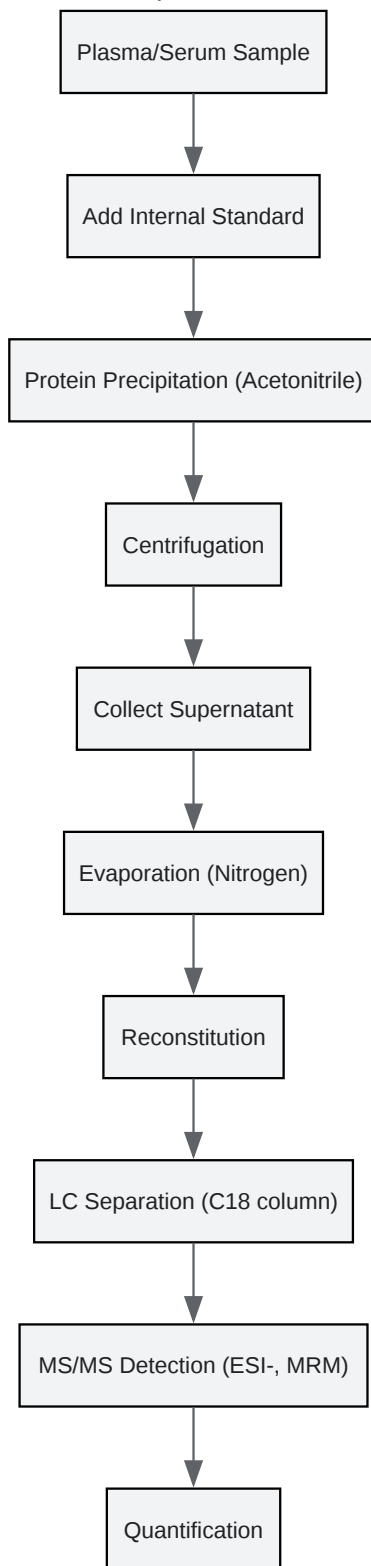 Plasma/Serum Sample
Add Internal Standard
Protein Precipitation (Acetonitrile)
Centrifugation
Collect Supernatant
Evaporation (Nitrogen)
Reconstitution
LC Separation (C18 column)
MS/MS Detection (ESI-, MRM)
Quantification